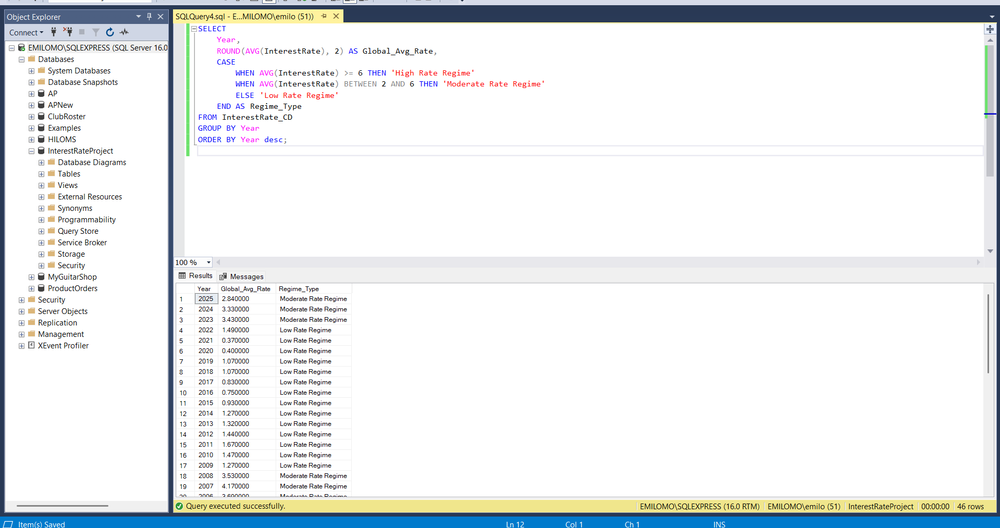 Object Explorer
Connect
EMILOMO\SQLEXPRESS (SQL Server 16.0
Databases
System Databases
Database Snapshots
AP
APNew
ClubRoster
Examples
HILOMS
InterestRateProject
Database Diagrams
Tables
Views
External Resources
Synonyms
Programmability
Query Store
Service Broker
Storage
Security
MyGuitarShop
ProductOrders
Security
Server Objects
Replication
Management
XEvent Profiler
SQLQuery4.sql - E...MILOMO\emilo (51))
SELECT
Year,
ROUND(AVG(InterestRate), 2) AS Global_Avg_Rate,
CASE
WHEN AVG(InterestRate) >= 6 THEN 'High Rate Regime'
WHEN AVG(InterestRate) BETWEEN 2 AND 6 THEN 'Moderate Rate Regime'
ELSE 'Low Rate Regime'
END AS Regime_Type
FROM InterestRate_CD
GROUP BY Year
ORDER BY Year desc;
100 %
Results Messages
Year Global_Avg_Rate Regime_Type
1 2025 2.840000 Moderate Rate Regime
2 2024 3.330000 Moderate Rate Regime
3 2023 3.430000 Moderate Rate Regime
4 2022 1.490000 Low Rate Regime
5 2021 0.370000 Low Rate Regime
6 2020 0.400000 Low Rate Regime
7 2019 1.070000 Low Rate Regime
8 2018 1.070000 Low Rate Regime
9 2017 0.830000 Low Rate Regime
10 2016 0.750000 Low Rate Regime
11 2015 0.930000 Low Rate Regime
12 2014 1.270000 Low Rate Regime
13 2013 1.320000 Low Rate Regime
14 2012 1.440000 Low Rate Regime
15 2011 1.670000 Low Rate Regime
16 2010 1.470000 Low Rate Regime
17 2009 1.270000 Low Rate Regime
18 2008 3.530000 Moderate Rate Regime
19 2007 4.170000 Moderate Rate Regime
20 2006 3.690000 Moderate Rate Regime
Query executed successfully. EMILOMO\SQLEXPRESS (16.0 RTM) EMILOMO\emilo (51) InterestRateProject 00:00:00 46 rows
Item(s) Saved Ln 12 Col 1 Ch 1 INS